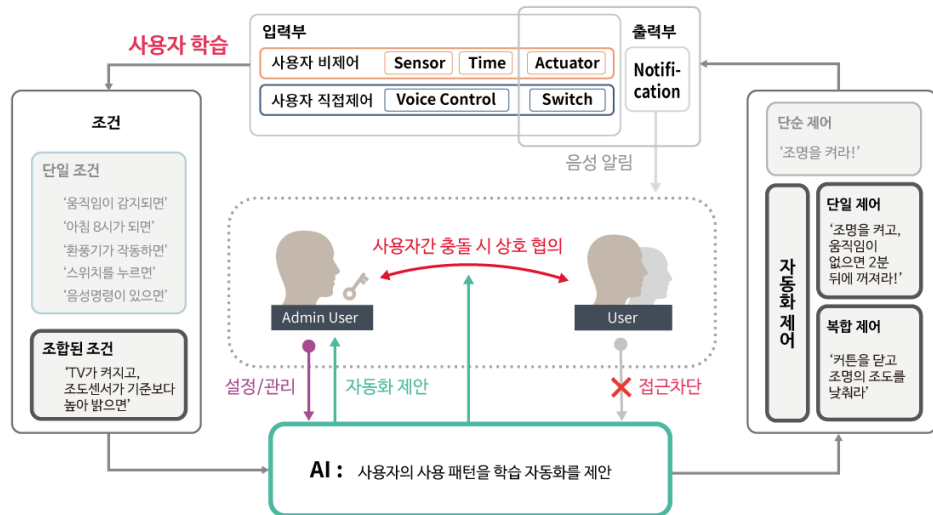 사용자 학습
입력부
사용자 비제어
Sensor
Time
Actuator
사용자 직접제어
Voice Control
Switch
출력부
Notifi-
cation
음성 알림
조건
단일 조건
‘움직임이 감지되면’
‘아침 8시가 되면’
‘환풍기가 작동하면’
‘스위치를 누르면’
‘음성명령이 있으면’
조합된 조건
‘TV가 켜지고,
조도센서가 기준보다
높아 밝으면’
사용자간 충돌 시 상호 협의
Admin User
User
설정/관리
자동화 제안
접근차단
AI : 사용자의 사용 패턴을 학습 자동화를 제안
단순 제어
‘조명을 켜라!’
자동화 제어
단일 제어
‘조명을 켜고,
움직임이
없으면 2분
뒤에 꺼져라!’
복합 제어
‘커튼을 닫고
조명의 조도를
낮춰라’